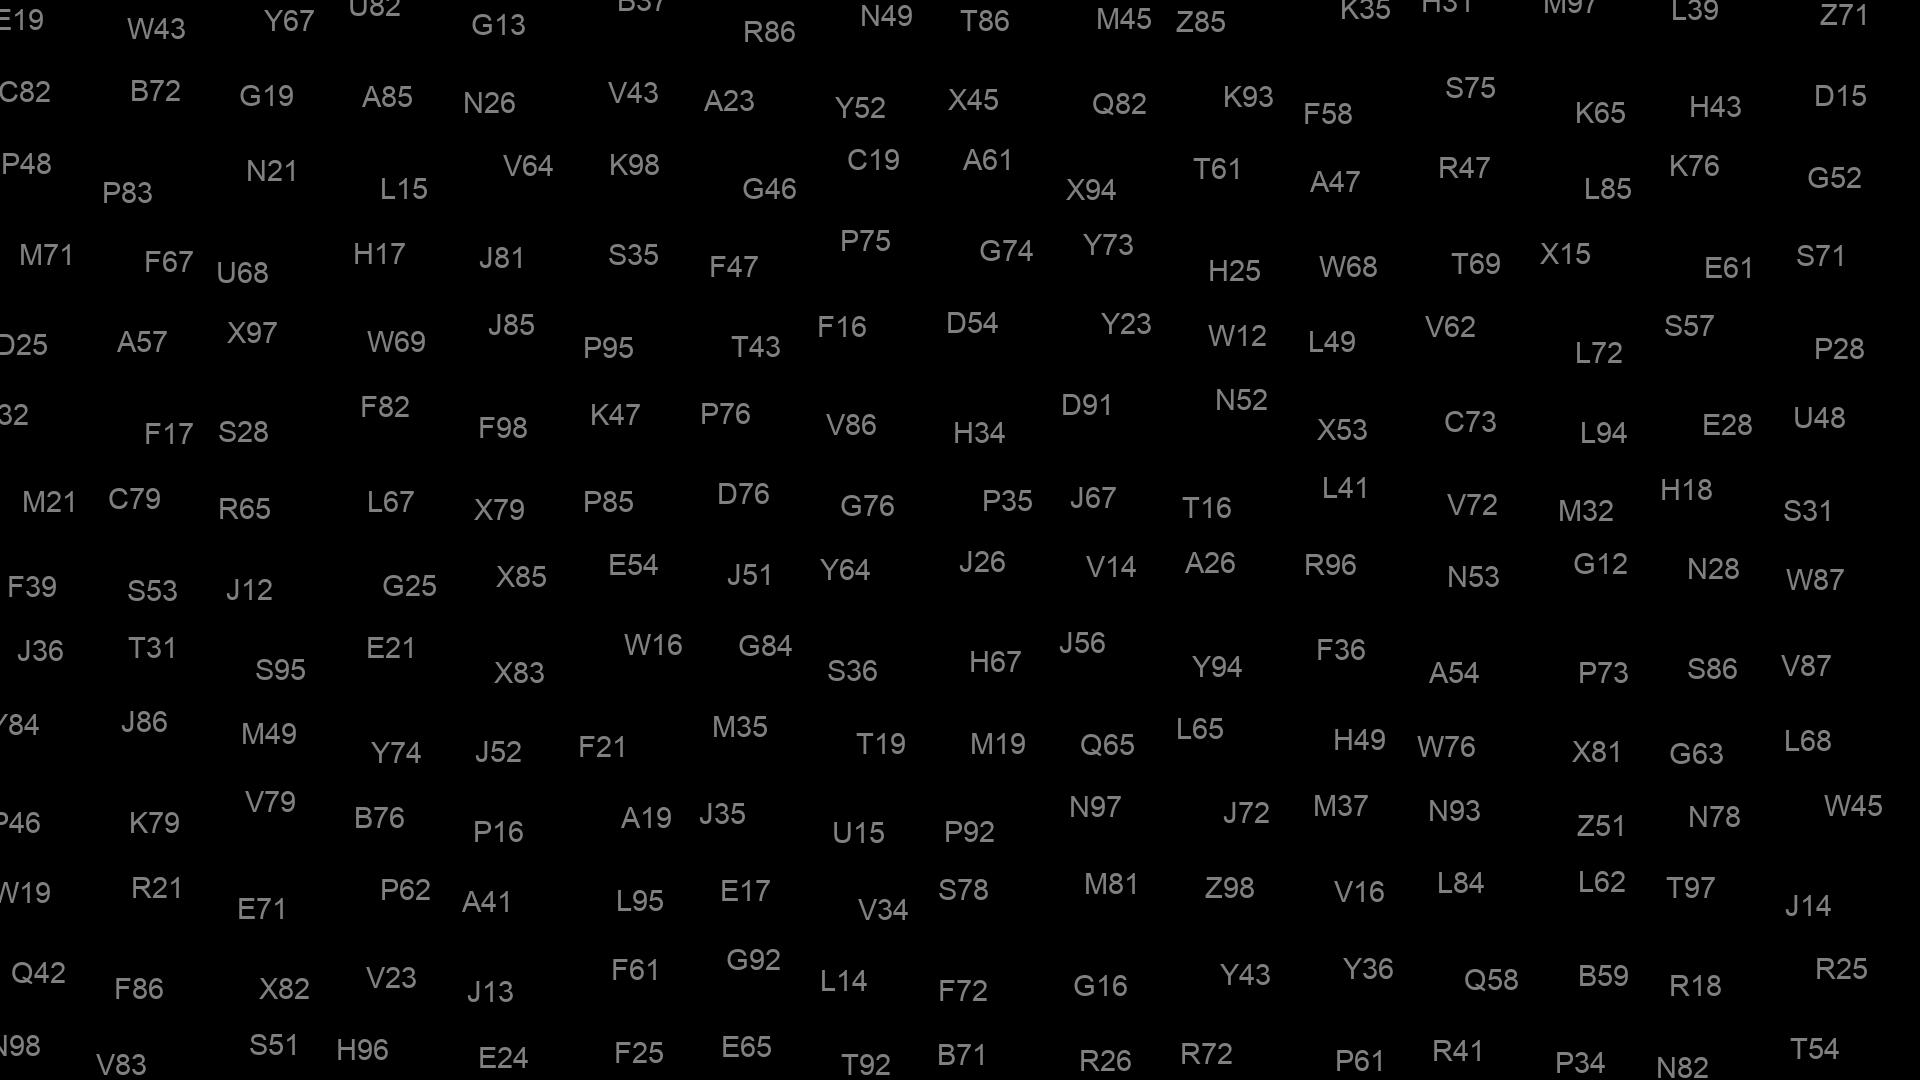 E19 W43 Y67 U82 G13 B37 R86 N49 T86 M45 Z85 K35 H31 M97 L39 Z71
C82 B72 G19 A85 N26 V43 A23 Y52 X45 Q82 K93 F58 S75 K65 H43 D15
P48 P83 N21 L15 V64 K98 G46 C19 A61 X94 T61 A47 R47 L85 K76 G52
M71 F67 U68 H17 J81 S35 F47 P75 G74 Y73 H25 W68 T69 X15 E61 S71
D25 A57 X97 W69 J85 P95 T43 F16 D54 Y23 W12 L49 V62 L72 S57 P28
32 F17 S28 F82 F98 K47 P76 V86 H34 D91 N52 X53 C73 L94 E28 U48
M21 C79 R65 L67 X79 P85 D76 G76 P35 J67 T16 L41 V72 M32 H18 S31
F39 S53 J12 G25 X85 E54 J51 Y64 J26 V14 A26 R96 N53 G12 N28 W87
J36 T31 S95 E21 X83 W16 G84 S36 H67 J56 Y94 F36 A54 P73 S86 V87
Y84 J86 M49 Y74 J52 F21 M35 T19 M19 Q65 L65 H49 W76 X81 G63 L68
P46 K79 V79 B76 P16 A19 J35 U15 P92 N97 J72 M37 N93 Z51 N78 W45
W19 R21 E71 P62 A41 L95 E17 V34 S78 M81 Z98 V16 L84 L62 T97 J14
Q42 F86 X82 V23 J13 F61 G92 L14 F72 G16 Y43 Y36 Q58 B59 R18 R25
N98 V83 S51 H96 E24 F25 E65 T92 B71 R26 R72 P61 R41 P34 N82 T54